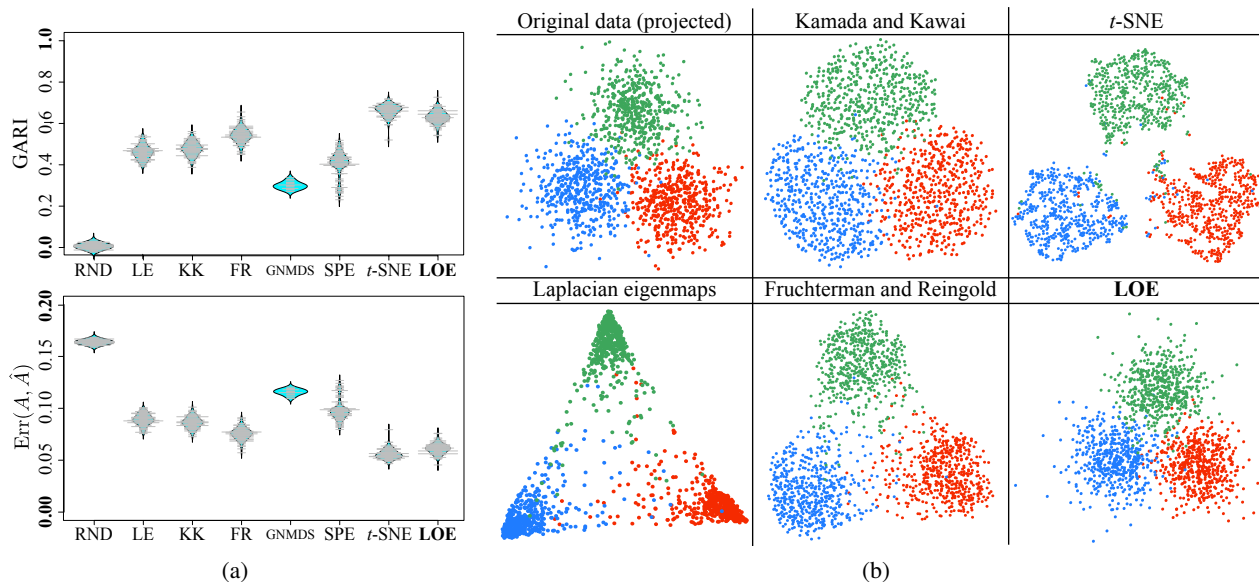 GARI
1.0
0.8
0.6
0.4
0.2
0.0
RND LE KK FR GNMDS SPE t-SNE LOE
Err(A, Â)
0.20
0.15
0.10
0.05
0.00
RND LE KK FR GNMDS SPE t-SNE LOE
(a)
Original data (projected) Kamada and Kawai t-SNE
Laplacian eigenmaps Fruchterman and Reingold LOE
(b)